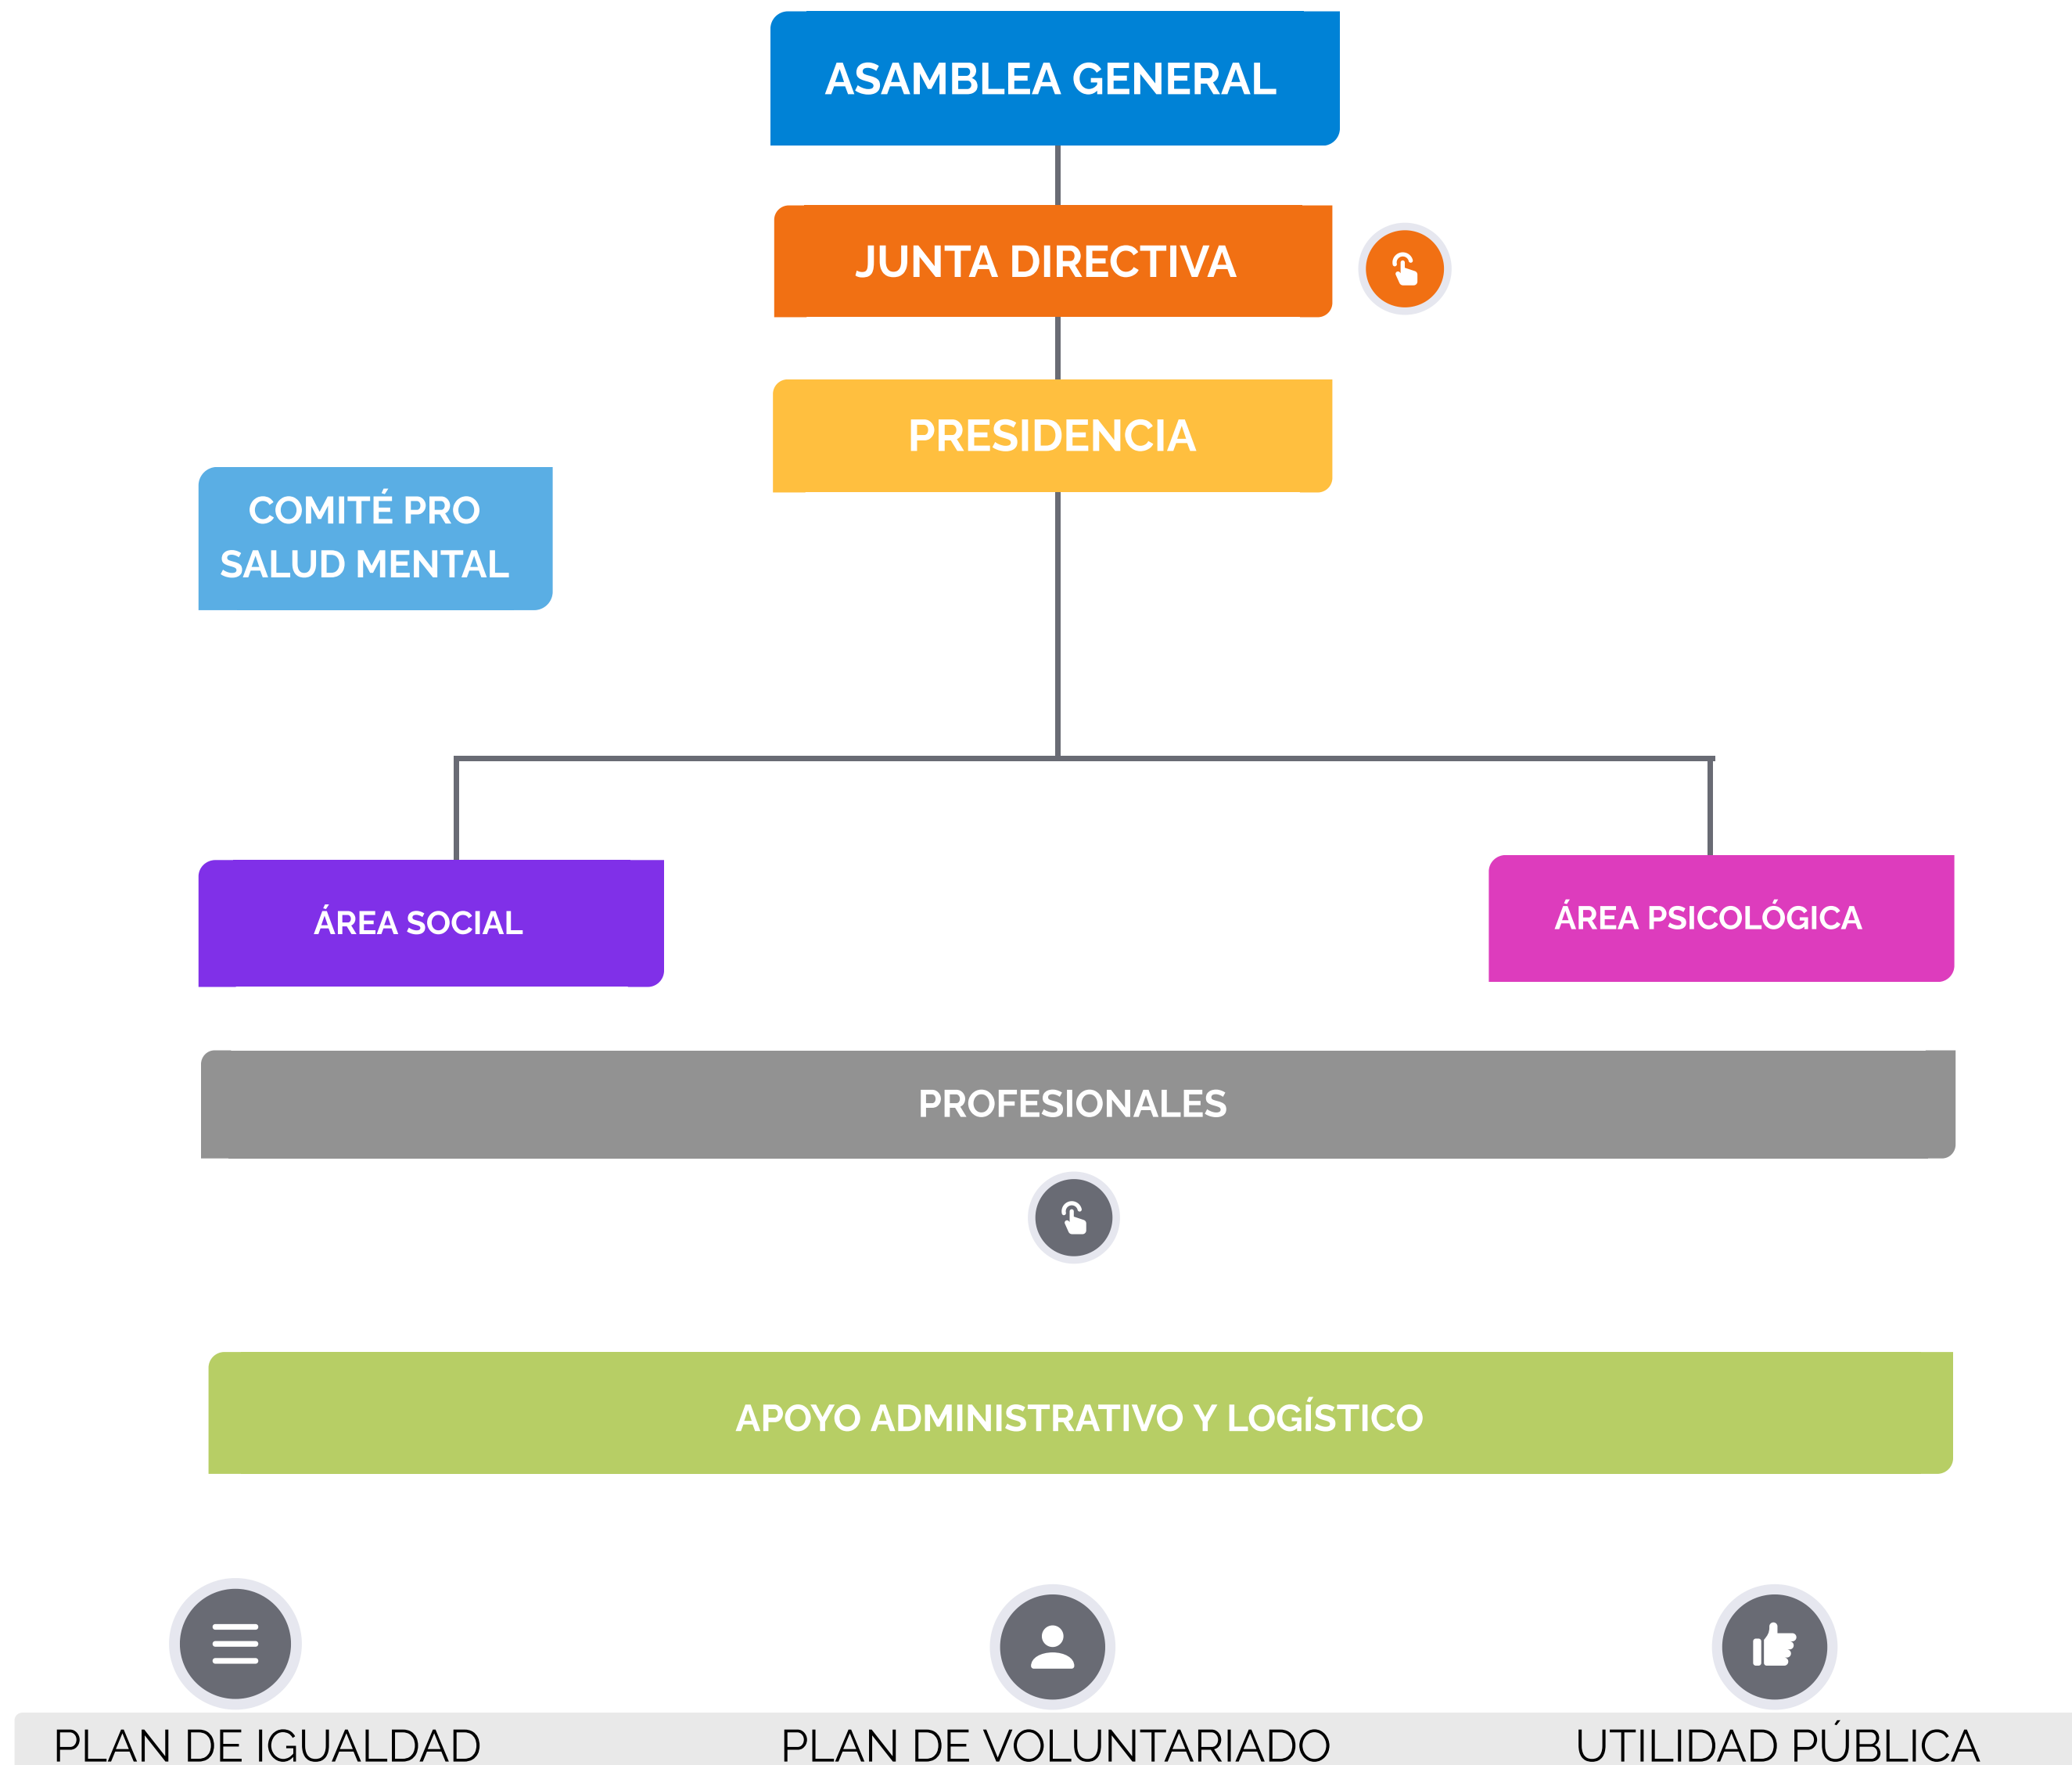 ASAMBLEA GENERAL
JUNTA DIRECTIVA
PRESIDENCIA
COMITÉ PRO
SALUD MENTAL
ÁREA SOCIAL
ÁREA PSICOLÓGICA
PROFESIONALES
APOYO ADMINISTRATIVO Y LOGÍSTICO
PLAN DE IGUALDAD
PLAN DE VOLUNTARIADO
UTILIDAD PÚBLICA